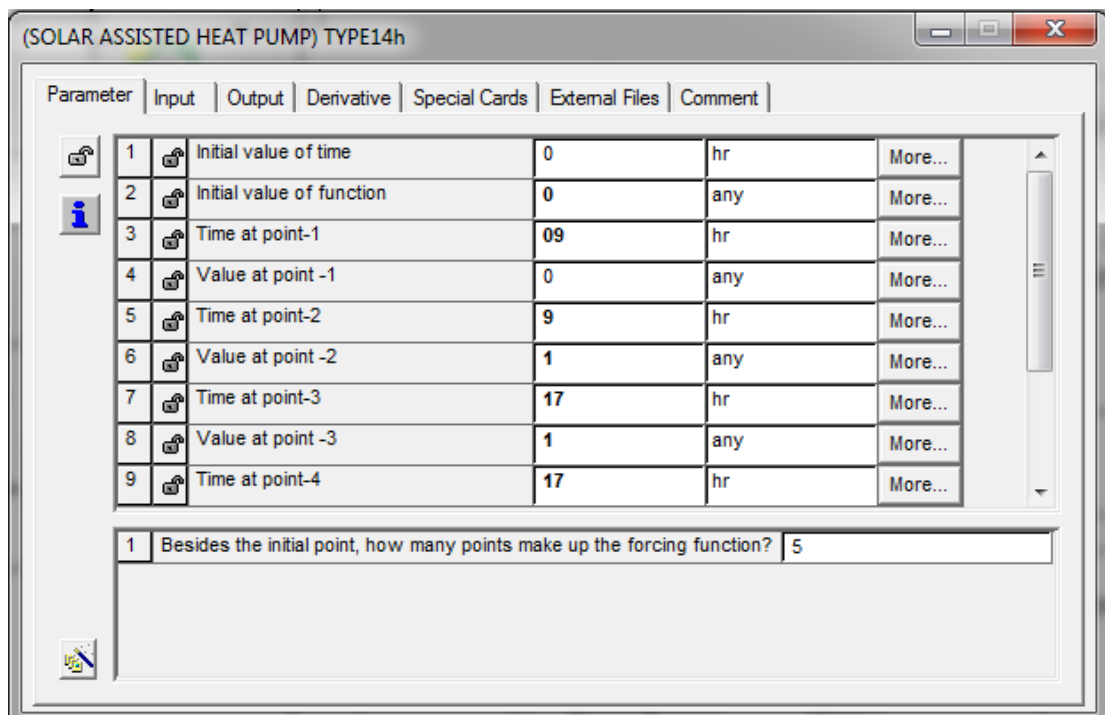 (SOLAR ASSISTED HEAT PUMP) TYPE14h
Parameter Input Output Derivative Special Cards External Files Comment
1 Initial value of time 0 hr More...
2 Initial value of function 0 any More...
3 Time at point-1 09 hr More...
4 Value at point -1 0 any More...
5 Time at point-2 9 hr More...
6 Value at point -2 1 any More...
7 Time at point-3 17 hr More...
8 Value at point -3 1 any More...
9 Time at point-4 17 hr More...
1 Besides the initial point, how many points make up the forcing function? 5